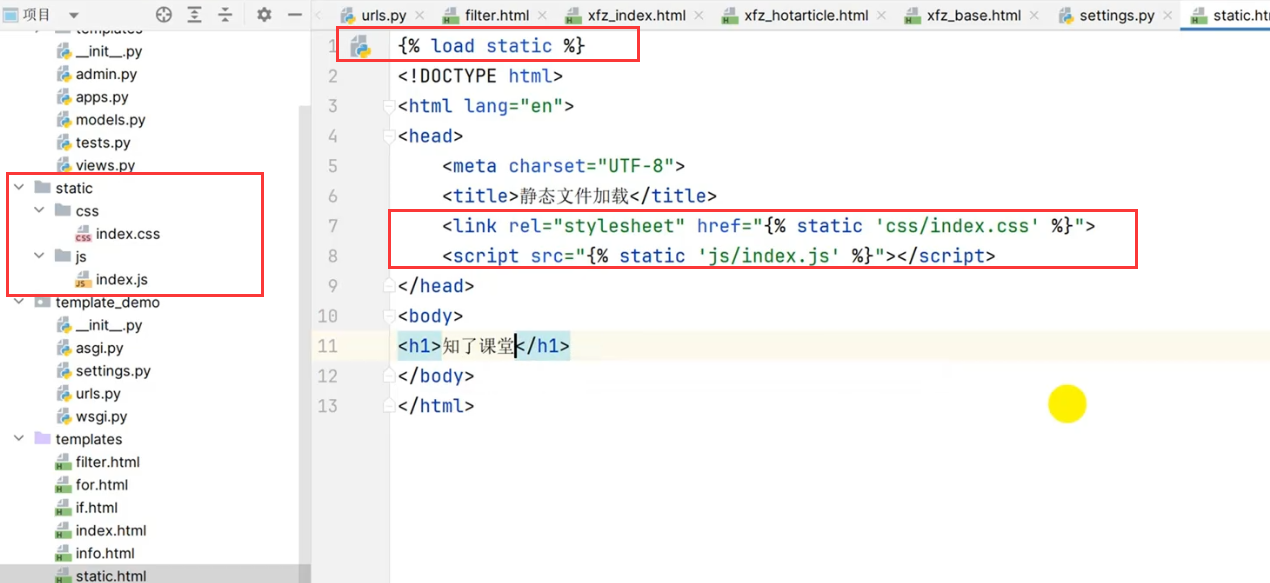 项目
urls.py
filter.html
xfz_index.html
xfz_hotarticle.html
xfz_base.html
settings.py
templates
__init__.py
admin.py
apps.py
models.py
tests.py
views.py
static
css
index.css
js
index.js
template_demo
__init__.py
asgi.py
settings.py
urls.py
wsgi.py
templates
filter.html
for.html
if.html
index.html
info.html
static.html
1 {% load static %}
2 <!DOCTYPE html>
3 <html lang="en">
4 <head>
5 <meta charset="UTF-8">
6 <title>静态文件加载</title>
7 <link rel="stylesheet" href="{% static 'css/index.css' %}">
8 <script src="{% static 'js/index.js' %}"></script>
9 </head>
10 <body>
11 <h1>知了课堂</h1>
12 </body>
13 </html>